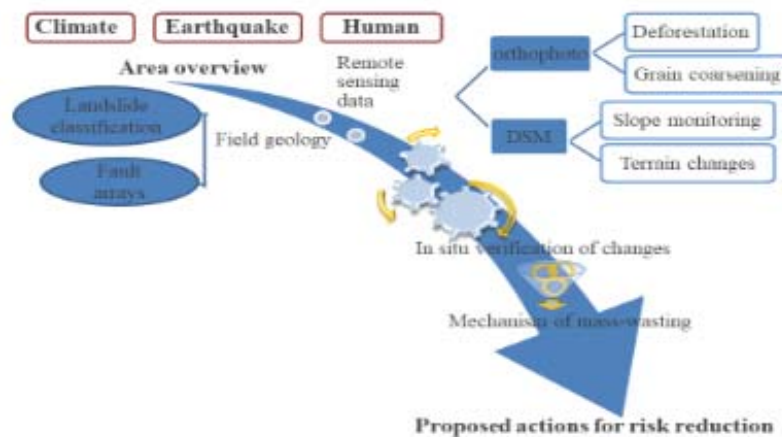 Climate
Earthquake
Human
Area overview
Remote
sensing
data
orthophoto
Deforestation
Grain coarsening
Landslide
classification
Field geology
DSM
Slope monitoring
Terrain changes
Fault
arrays
In situ verification of changes
Mechanism of mass-wasting
Proposed actions for risk reduction